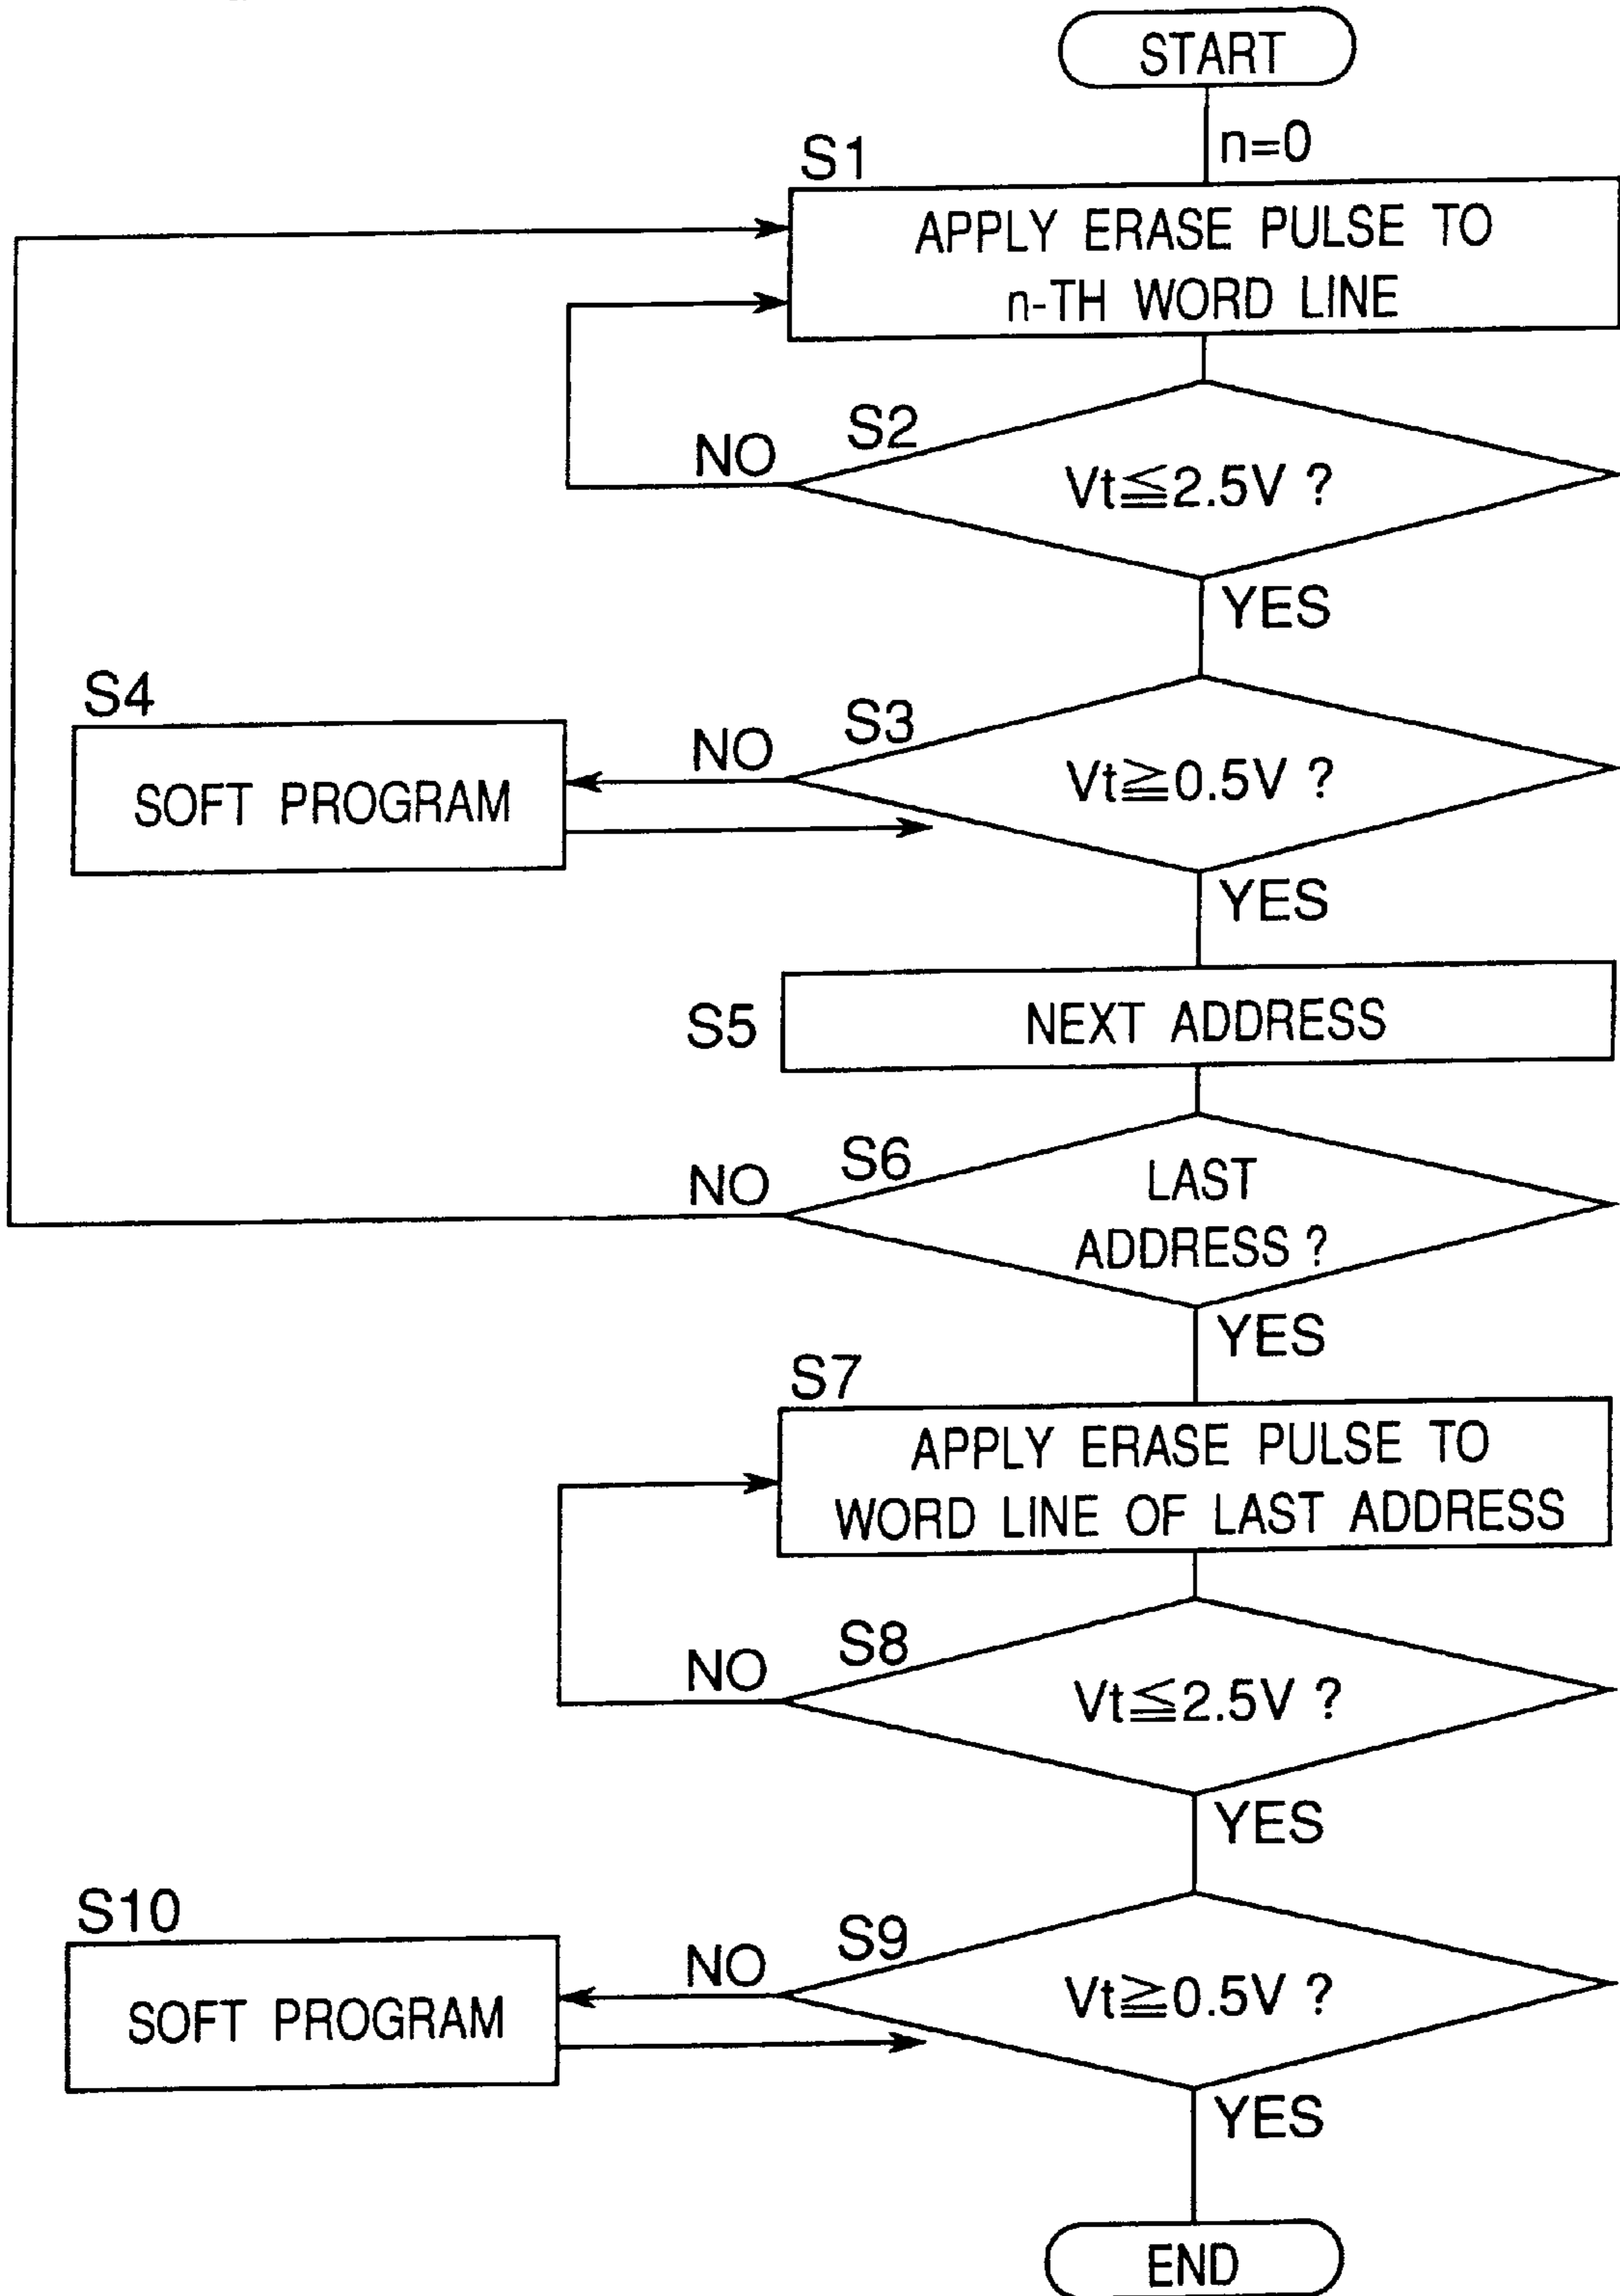 START
n=0
S1
APPLY ERASE PULSE TO
n-TH WORD LINE
S2
NO
Vt≦2.5V ?
YES
S4
S3
NO
SOFT PROGRAM
Vt≧0.5V ?
YES
S5
NEXT ADDRESS
S6
NO
LAST
ADDRESS ?
YES
S7
APPLY ERASE PULSE TO
WORD LINE OF LAST ADDRESS
S8
NO
Vt≦2.5V ?
YES
S10
S9
NO
SOFT PROGRAM
Vt≧0.5V ?
YES
END